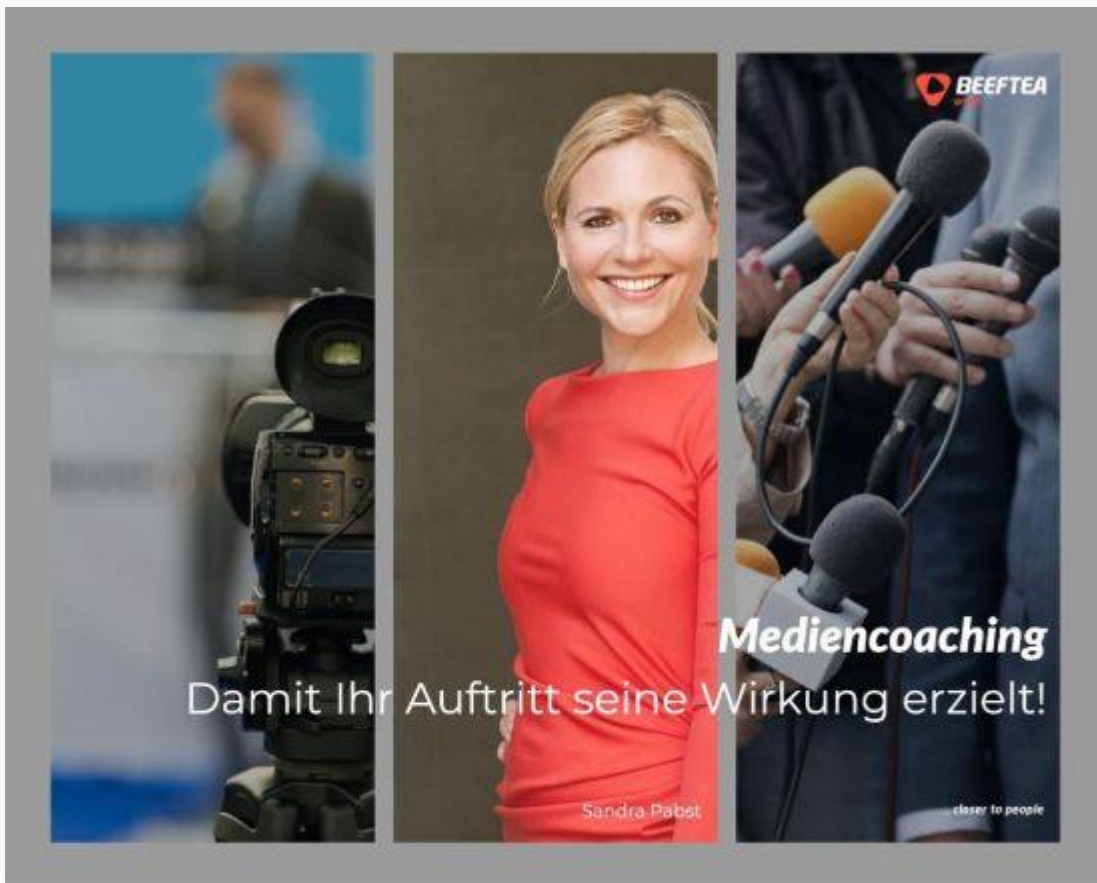 BEEFTEA
Mediencoaching
Damit Ihr Auftritt seine Wirkung erzielt!
Sandra Pabst
closer to people